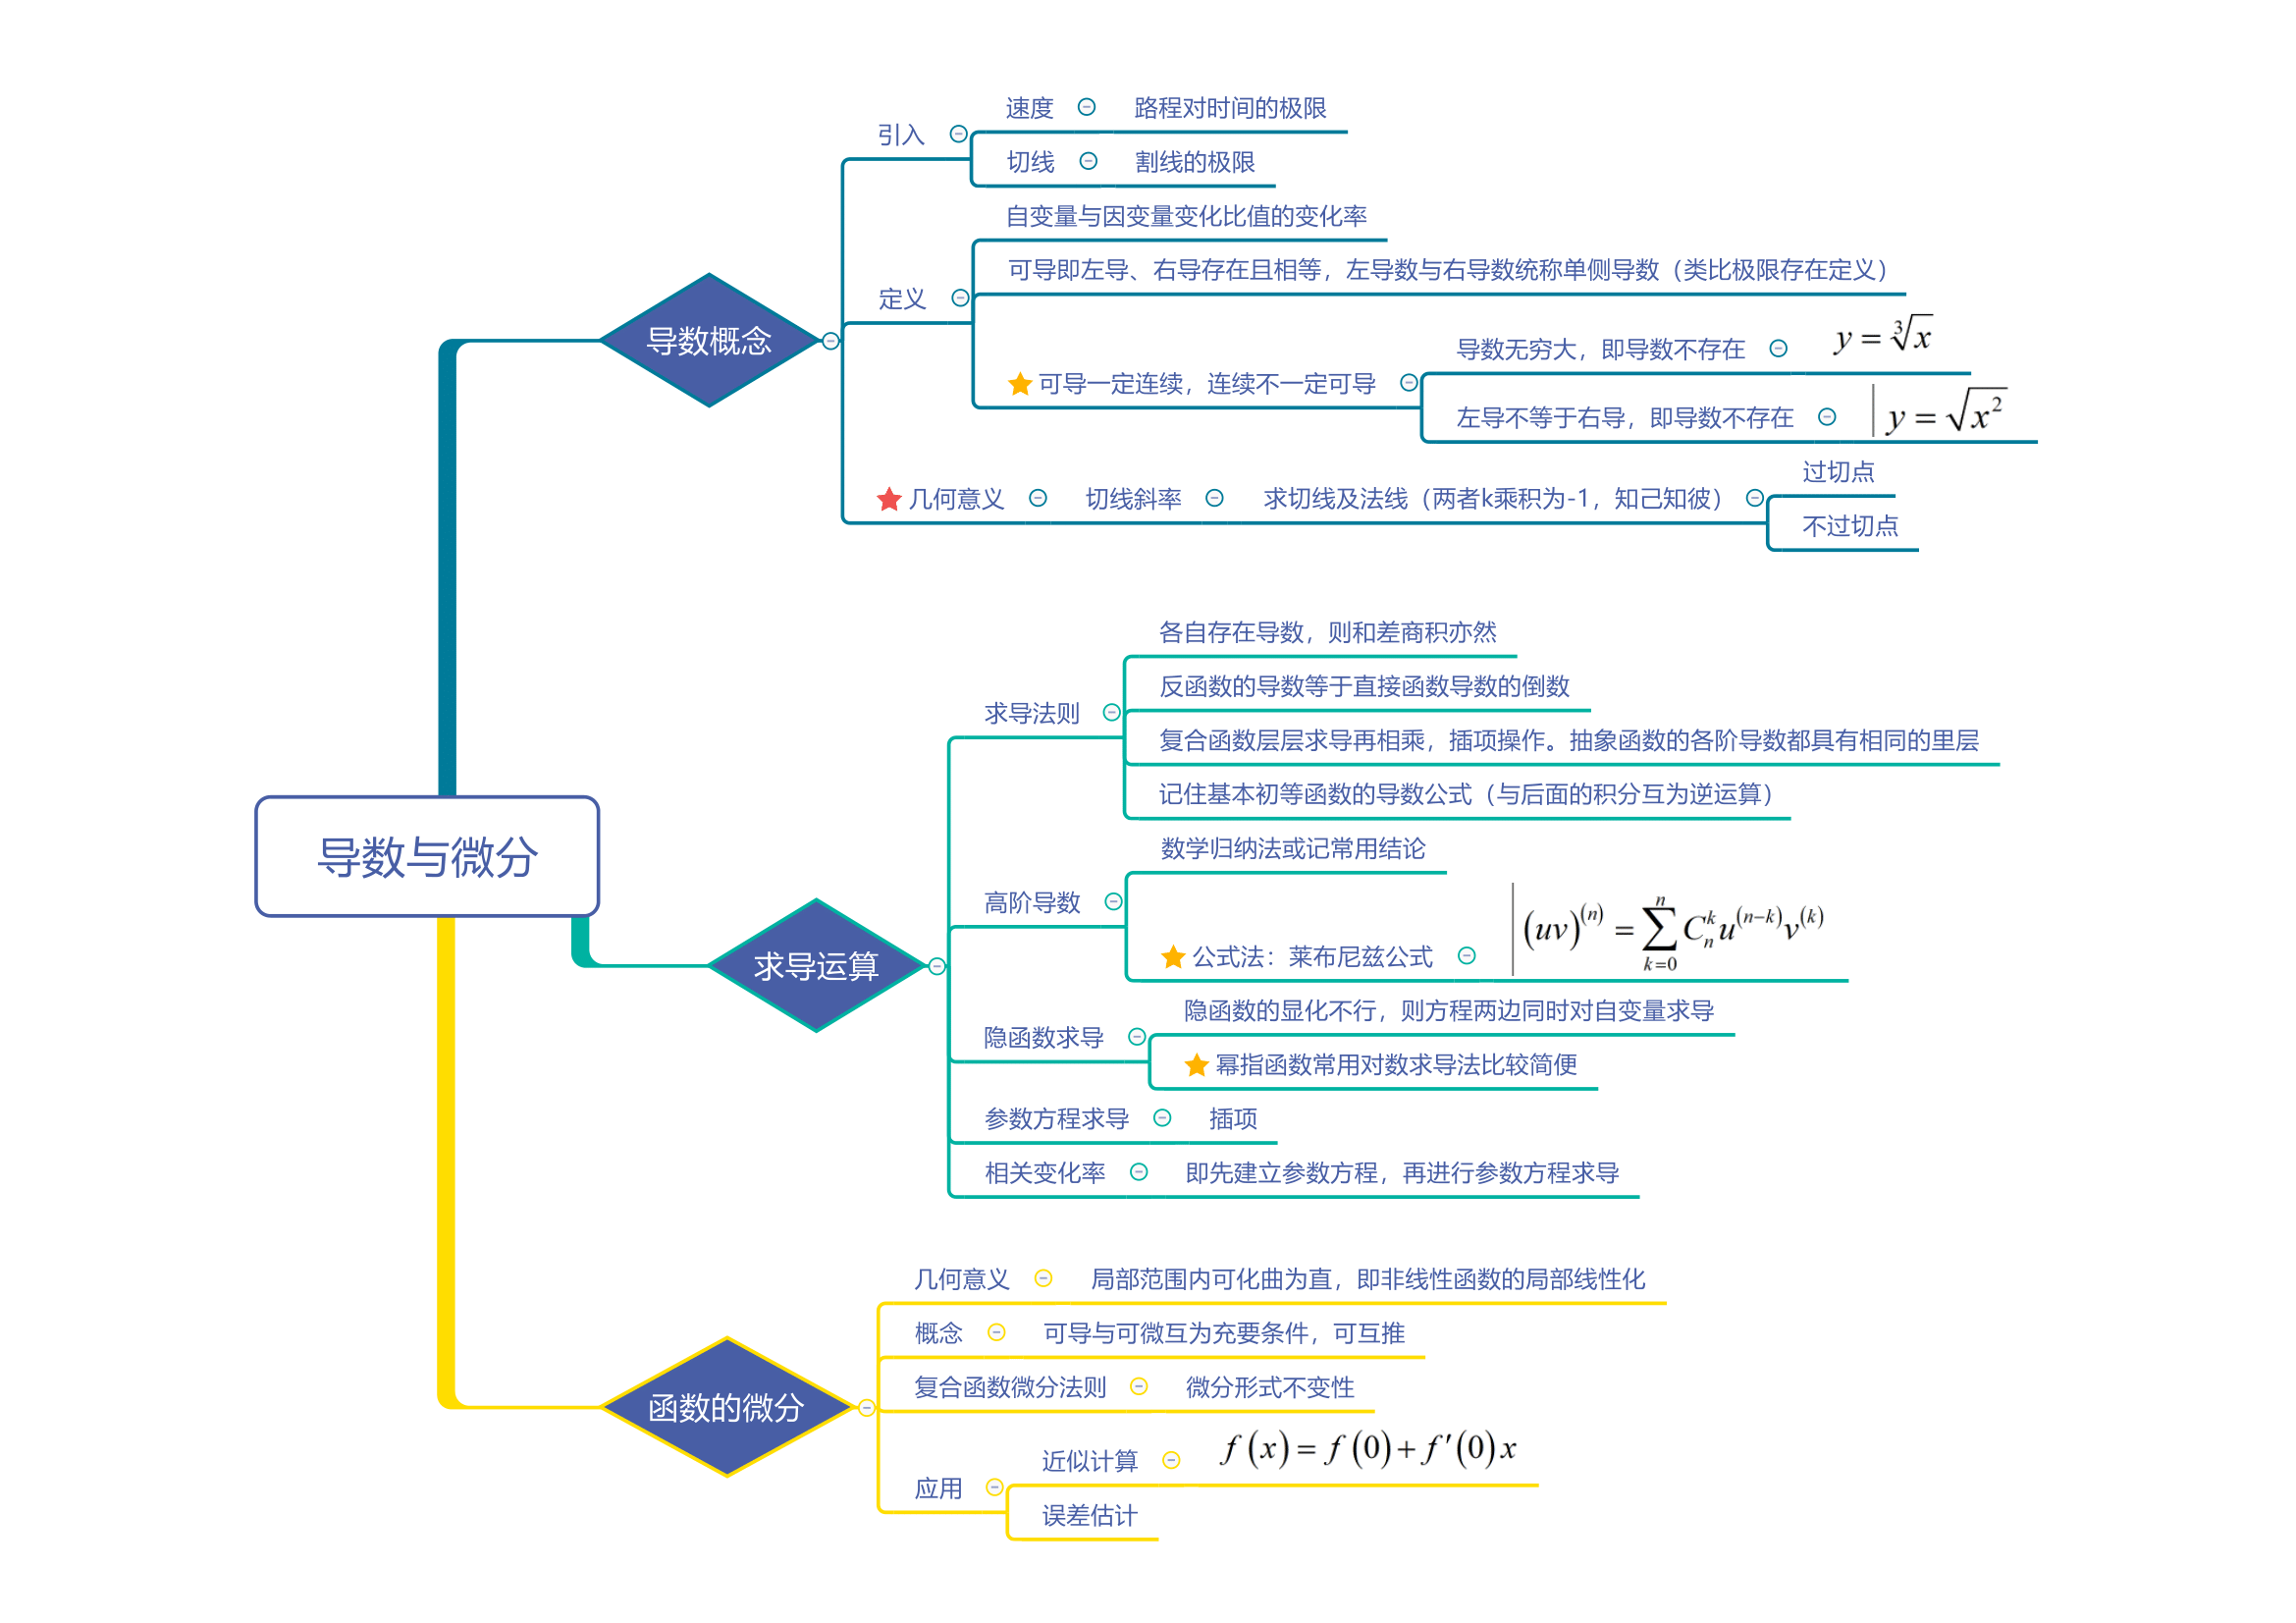 导数与微分
导数概念
引入
速度
路程对时间的极限
切线
割线的极限
定义
自变量与因变量变化比值的变化率
可导即左导、右导存在且相等，左导数与右导数统称单侧导数（类比极限存在定义）
可导一定连续，连续不一定可导
导数无穷大，即导数不存在
y = ∛x
左导不等于右导，即导数不存在
y = √x²
几何意义
切线斜率
求切线及法线（两者k乘积为-1，知己知彼）
过切点
不过切点
求导运算
求导法则
各自存在导数，则和差商积亦然
反函数的导数等于直接函数导数的倒数
复合函数层层求导再相乘，插项操作。抽象函数的各阶导数都具有相同的里层
记住基本初等函数的导数公式（与后面的积分互为逆运算）
高阶导数
数学归纳法或记常用结论
公式法：莱布尼兹公式
(uv)^(n) = ∑_{k=0}^{n} C_n^k u^(n−k) v^(k)
隐函数求导
隐函数的显化不行，则方程两边同时对自变量求导
幂指函数常用对数求导法比较简便
参数方程求导
插项
相关变化率
即先建立参数方程，再进行参数方程求导
函数的微分
几何意义
局部范围内可化曲为直，即非线性函数的局部线性化
概念
可导与可微互为充要条件，可互推
复合函数微分法则
微分形式不变性
应用
近似计算
f(x) = f(0) + f′(0)x
误差估计